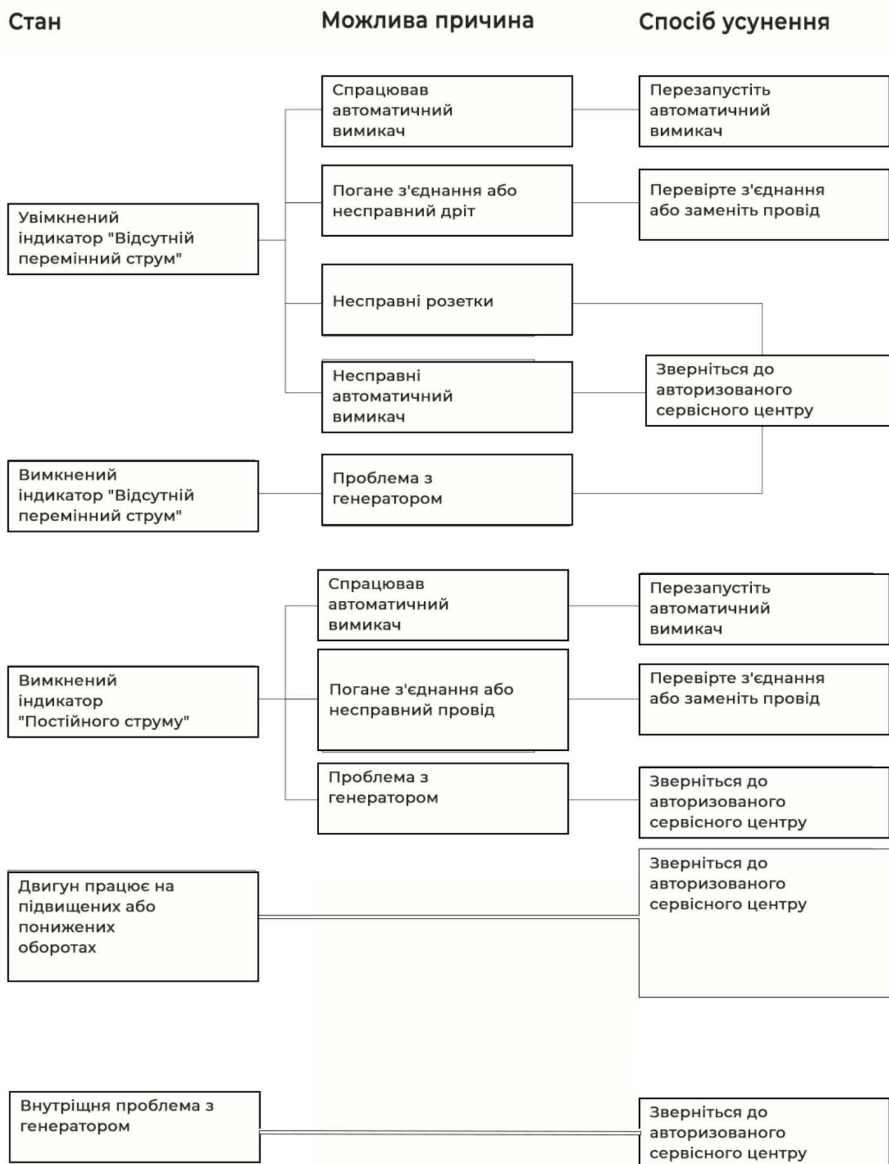 Стан
Можлива причина
Спосіб усунення
Спрацював
автоматичний
вимикач
Перезапустіть
автоматичний
вимикач
Погане з'єднання або
несправний дріт
Перевірте з'єднання
або заменіть провід
Увімкнений
індикатор "Відсутній
перемінний струм"
Несправні розетки
Несправні
автоматичний
вимикач
Зверніться до
авторизованого
сервісного центру
Вимкнений
індикатор "Відсутній
перемінний струм"
Проблема з
генератором
Спрацював
автоматичний
вимикач
Перезапустіть
автоматичний
вимикач
Вимкнений
індикатор
"Постійного струму"
Погане з'єднання або
несправний провід
Перевірте з'єднання
або заменіть провід
Проблема з
генератором
Зверніться до
авторизованого
сервісного центру
Двигун працює на
підвищених або
понижених
оборотах
Зверніться до
авторизованого
сервісного центру
Внутріщня проблема з
генератором
Зверніться до
авторизованого
сервісного центру